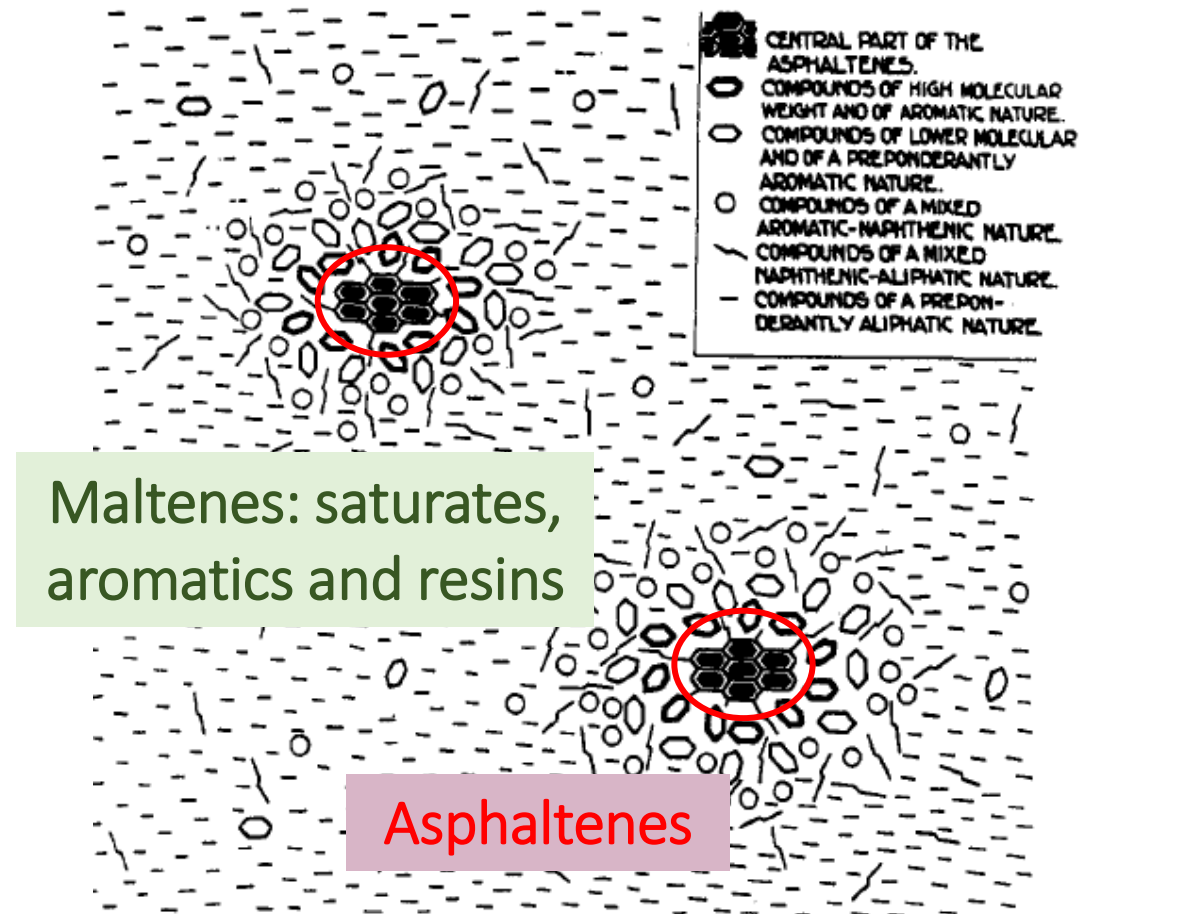 CENTRAL PART OF THE
ASPHALTENES.
COMPOUNDS OF HIGH MOLECULAR
WEIGHT AND OF AROMATIC NATURE.
COMPOUNDS OF LOWER MOLECULAR
AND OF A PREPONDERANTLY
AROMATIC NATURE.
COMPOUNDS OF A MIXED
AROMATIC-NAPHTHENIC NATURE.
COMPOUNDS OF A MIXED
NAPHTHENIC-ALIPHATIC NATURE.
COMPOUNDS OF A PREPON-
DERANTLY ALIPHATIC NATURE
Maltenes: saturates,
aromatics and resins
Asphaltenes